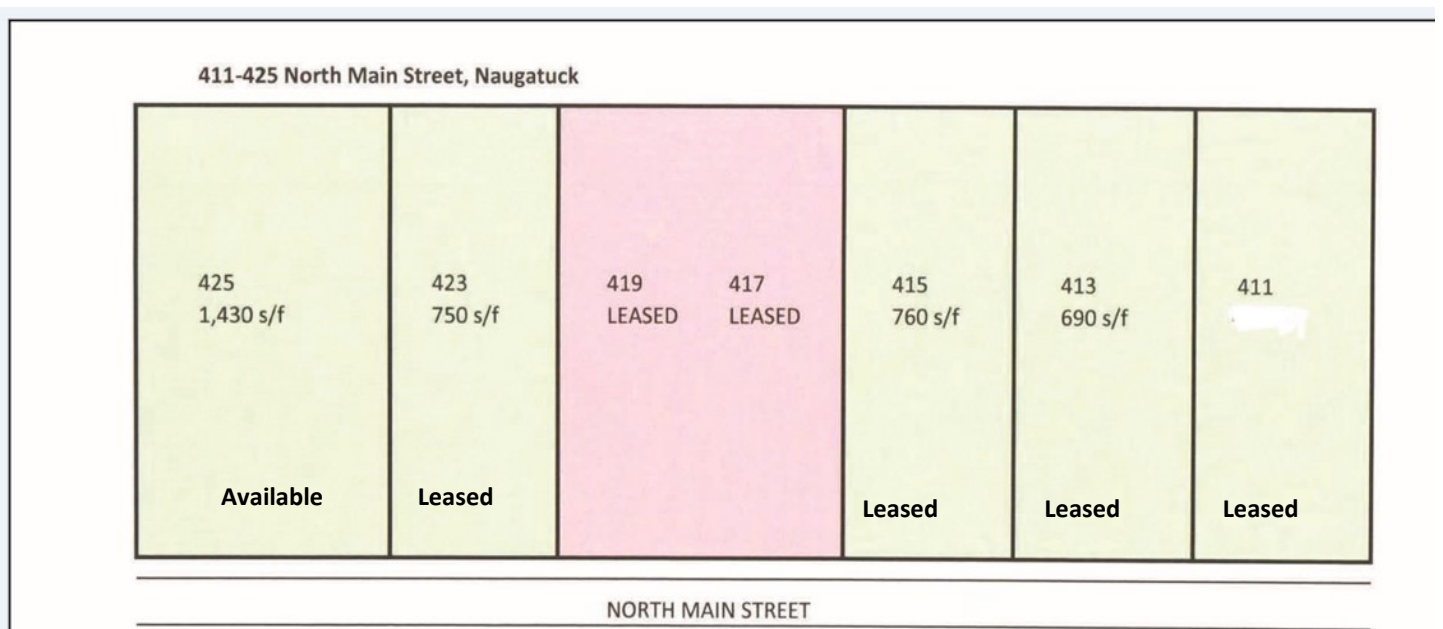 411-425 North Main Street, Naugatuck
425
1,430 s/f
Available
423
750 s/f
Leased
419
LEASED
417
LEASED
415
760 s/f
Leased
413
690 s/f
Leased
411
Leased
NORTH MAIN STREET